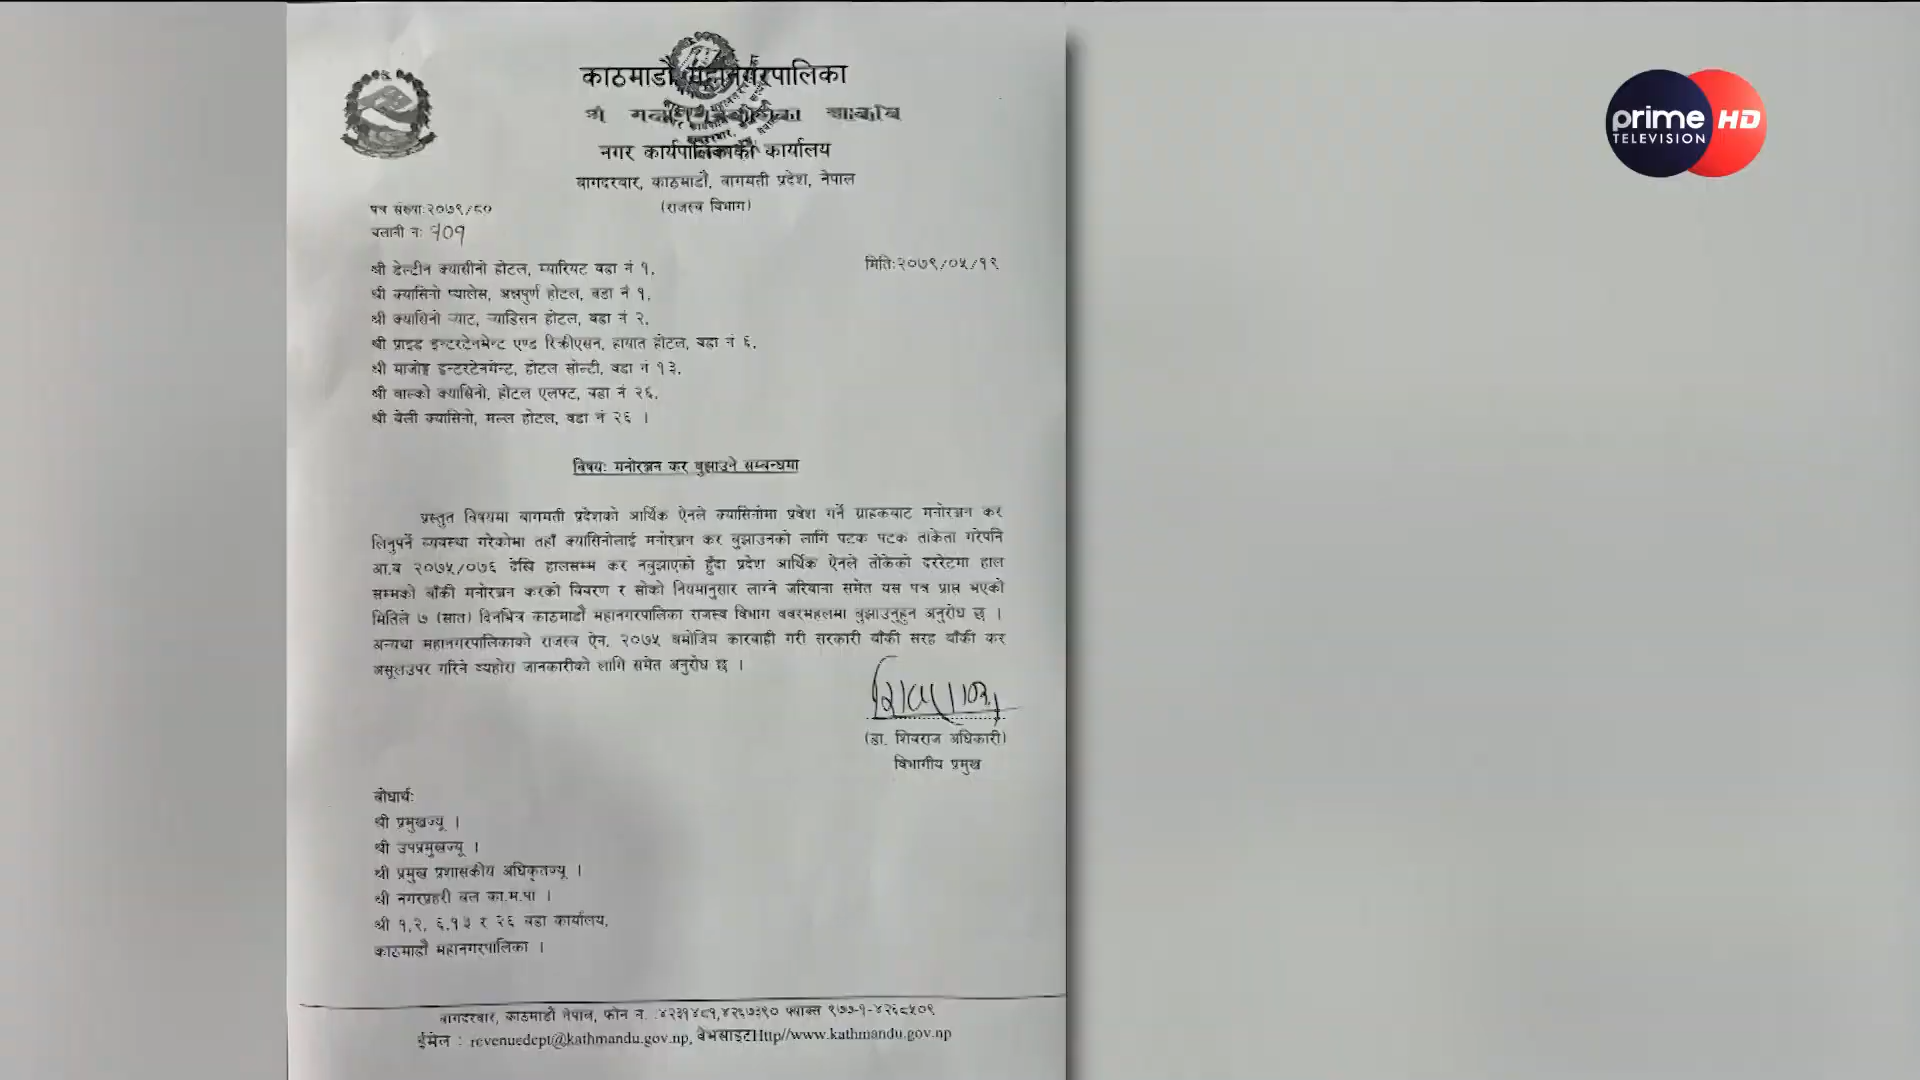 काठमाडौं महानगरपालिका
नगर कार्यपालिकाको कार्यालय
बागदरबार, काठमाडौं, बागमती प्रदेश, नेपाल
(राजस्व विभाग)
पत्र संख्याः२०७९/८०
चलानी नः 709
मितिः२०७९/०५/१९
श्री डेल्टीन क्यासीनो होटल, म्यारियट वडा नं १,
श्री क्यासिनो प्यालेस, अन्नपुर्ण होटल, वडा नं १,
श्री क्यासिनो र्‍याट, र्‍याडिसन होटल, वडा नं २,
श्री प्राइड इन्टरटेनमेन्ट एण्ड रिक्रीएसन, हायात होटल, वडा नं ६,
श्री माजोङ्ग इन्टरटेनमेन्ट, होटल सोल्टी, वडा नं १३,
श्री बाल्को क्यासिनो, होटल एलफ्ट, वडा नं २६,
श्री बेली क्यासिनो, मल्ल होटल, वडा नं २६ ।
विषयः मनोरञ्जन कर बुझाउने सम्बन्धमा
प्रस्तुत विषयमा बागमती प्रदेशको आर्थिक ऐनले क्यासिनोमा प्रवेश गर्ने ग्राहकबाट मनोरञ्जन कर
लिनुपर्ने व्यवस्था गरेकोमा तहाँ क्यासिनोलाई मनोरञ्जन कर बुझाउनको लागि पटक पटक ताकेता गरेपनि
आ.व २०७५/०७६ देखि हालसम्म कर नबुझाएको हुँदा प्रदेश आर्थिक ऐनले तोकेको दररेटमा हाल
सम्मको बाँकी मनोरञ्जन करको विवरण र सोको नियमानुसार लाग्ने जरिवाना समेत यस पत्र प्राप्त भएको
मितिले ७ (सात) दिनभित्र काठमाडौं महानगरपालिका राजस्व विभाग बबरमहलमा बुझाउनुहुन अनुरोध छ ।
अन्यथा महानगरपालिकाको राजस्व ऐन, २०७५ बमोजिम कारबाही गरी सरकारी बाँकी सरह बाँकी कर
असूलउपर गरिने व्यहोरा जानकारीको लागि समेत अनुरोध छ ।
(डा. शिवराज अधिकारी)
विभागीय प्रमुख
बोधार्थः
श्री प्रमुखज्यू ।
श्री उपप्रमुखज्यू ।
श्री प्रमुख प्रशासकीय अधिकृतज्यू ।
श्री नगरप्रहरी बल का.म.पा ।
श्री १,२, ६,१३ र २६ वडा कार्यालय,
काठमाडौं महानगरपालिका ।
बागदरबार, काठमाडौं नेपाल, फोन न. :४२३१४८१,४२६७३९० फ्याक्स ९७७-१-४२६८५०९
ईमेल : revenuedept@kathmandu.gov.np, वेभसाइटHttp//www.kathmandu.gov.np
prime HD
TELEVISION